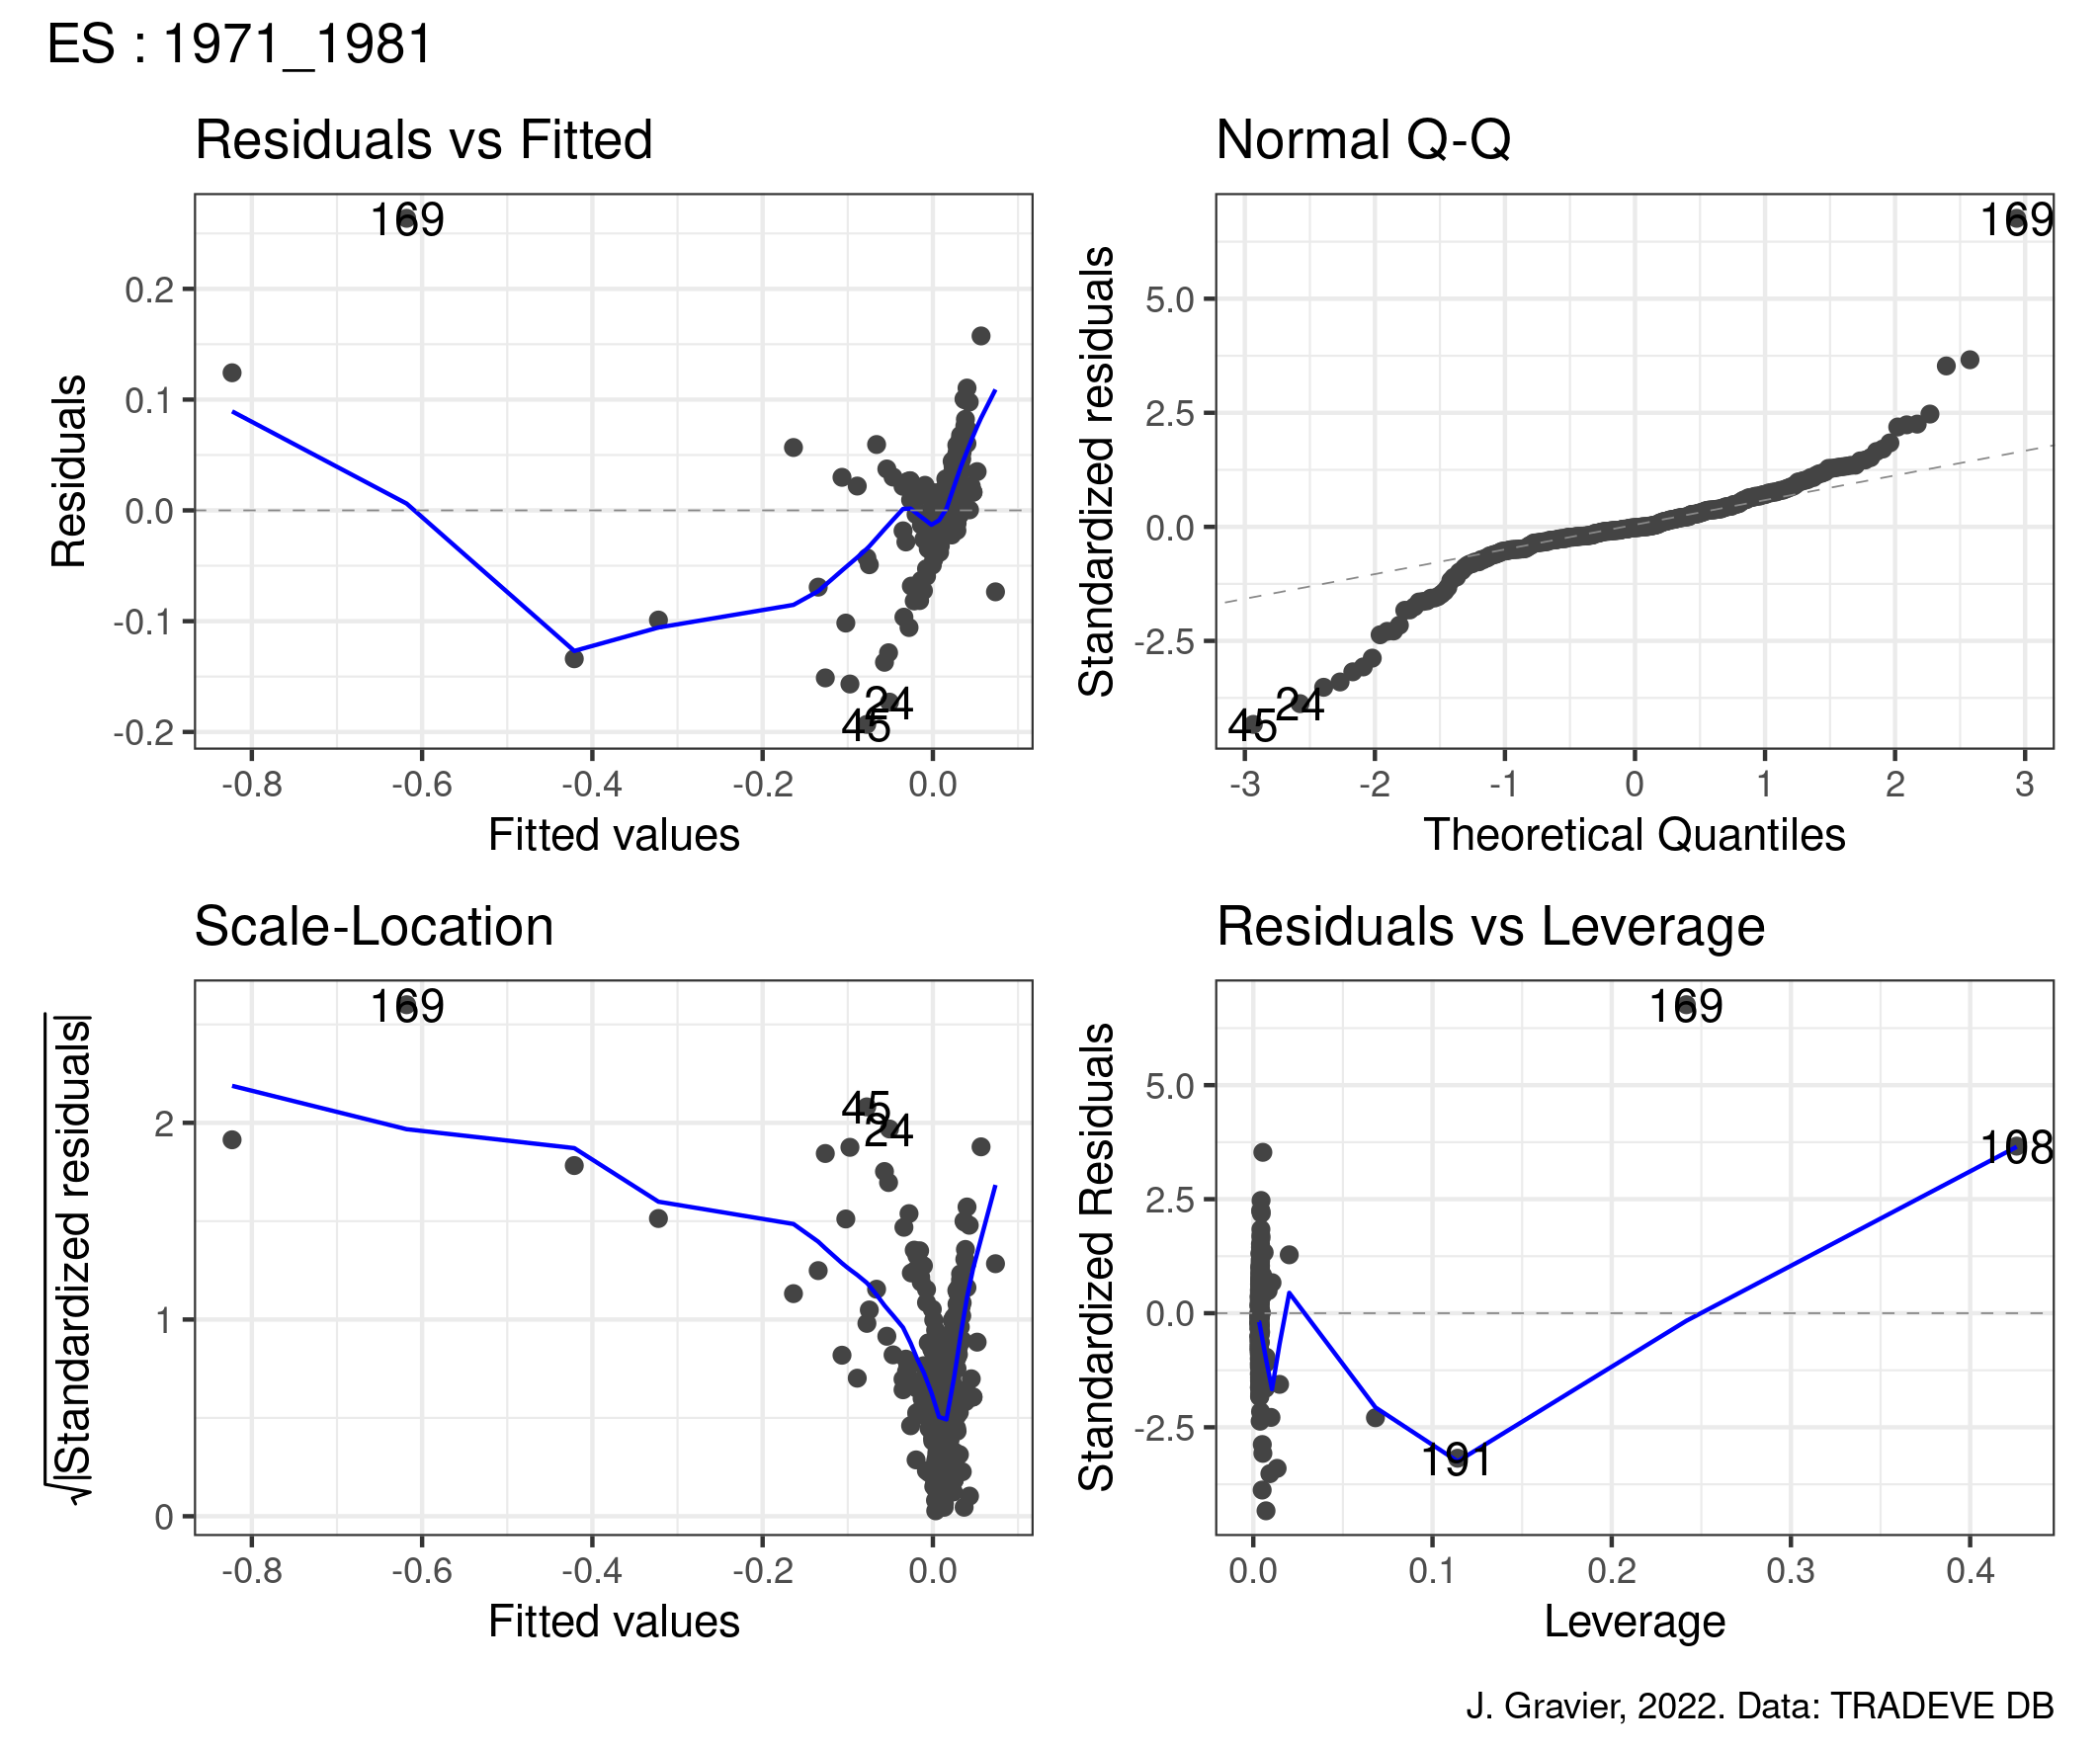 ES : 1971_1981
Residuals vs Fitted
Residuals
0.2
0.1
0.0
-0.1
-0.2
169
24
45
-0.8 -0.6 -0.4 -0.2 0.0
Fitted values
Normal Q-Q
Standardized residuals
5.0
2.5
0.0
-2.5
169
24
45
-3 -2 -1 0 1 2 3
Theoretical Quantiles
Scale-Location
√|Standardized residuals|
2
1
0
169
45
24
-0.8 -0.6 -0.4 -0.2 0.0
Fitted values
Residuals vs Leverage
Standardized Residuals
5.0
2.5
0.0
-2.5
169
108
191
0.0 0.1 0.2 0.3 0.4
Leverage
J. Gravier, 2022. Data: TRADEVE DB